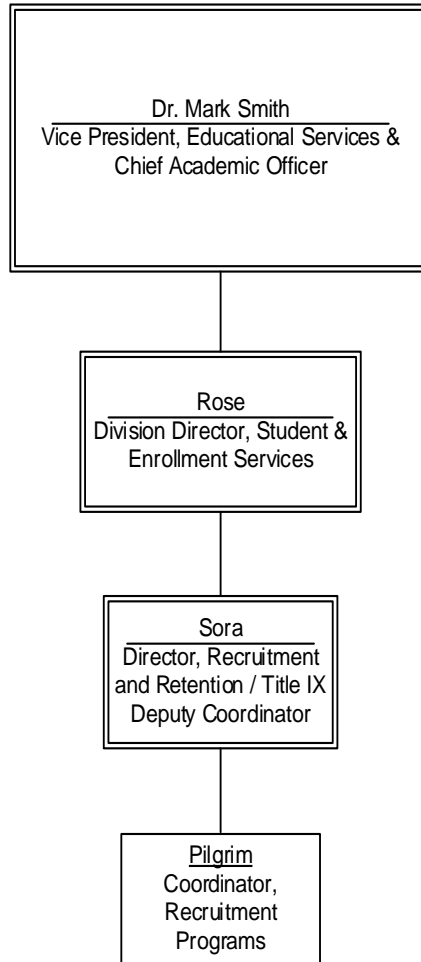 Dr. Mark Smith
Vice President, Educational Services &
Chief Academic Officer
Rose
Division Director, Student &
Enrollment Services
Sora
Director, Recruitment
and Retention / Title IX
Deputy Coordinator
Pilgrim
Coordinator,
Recruitment
Programs